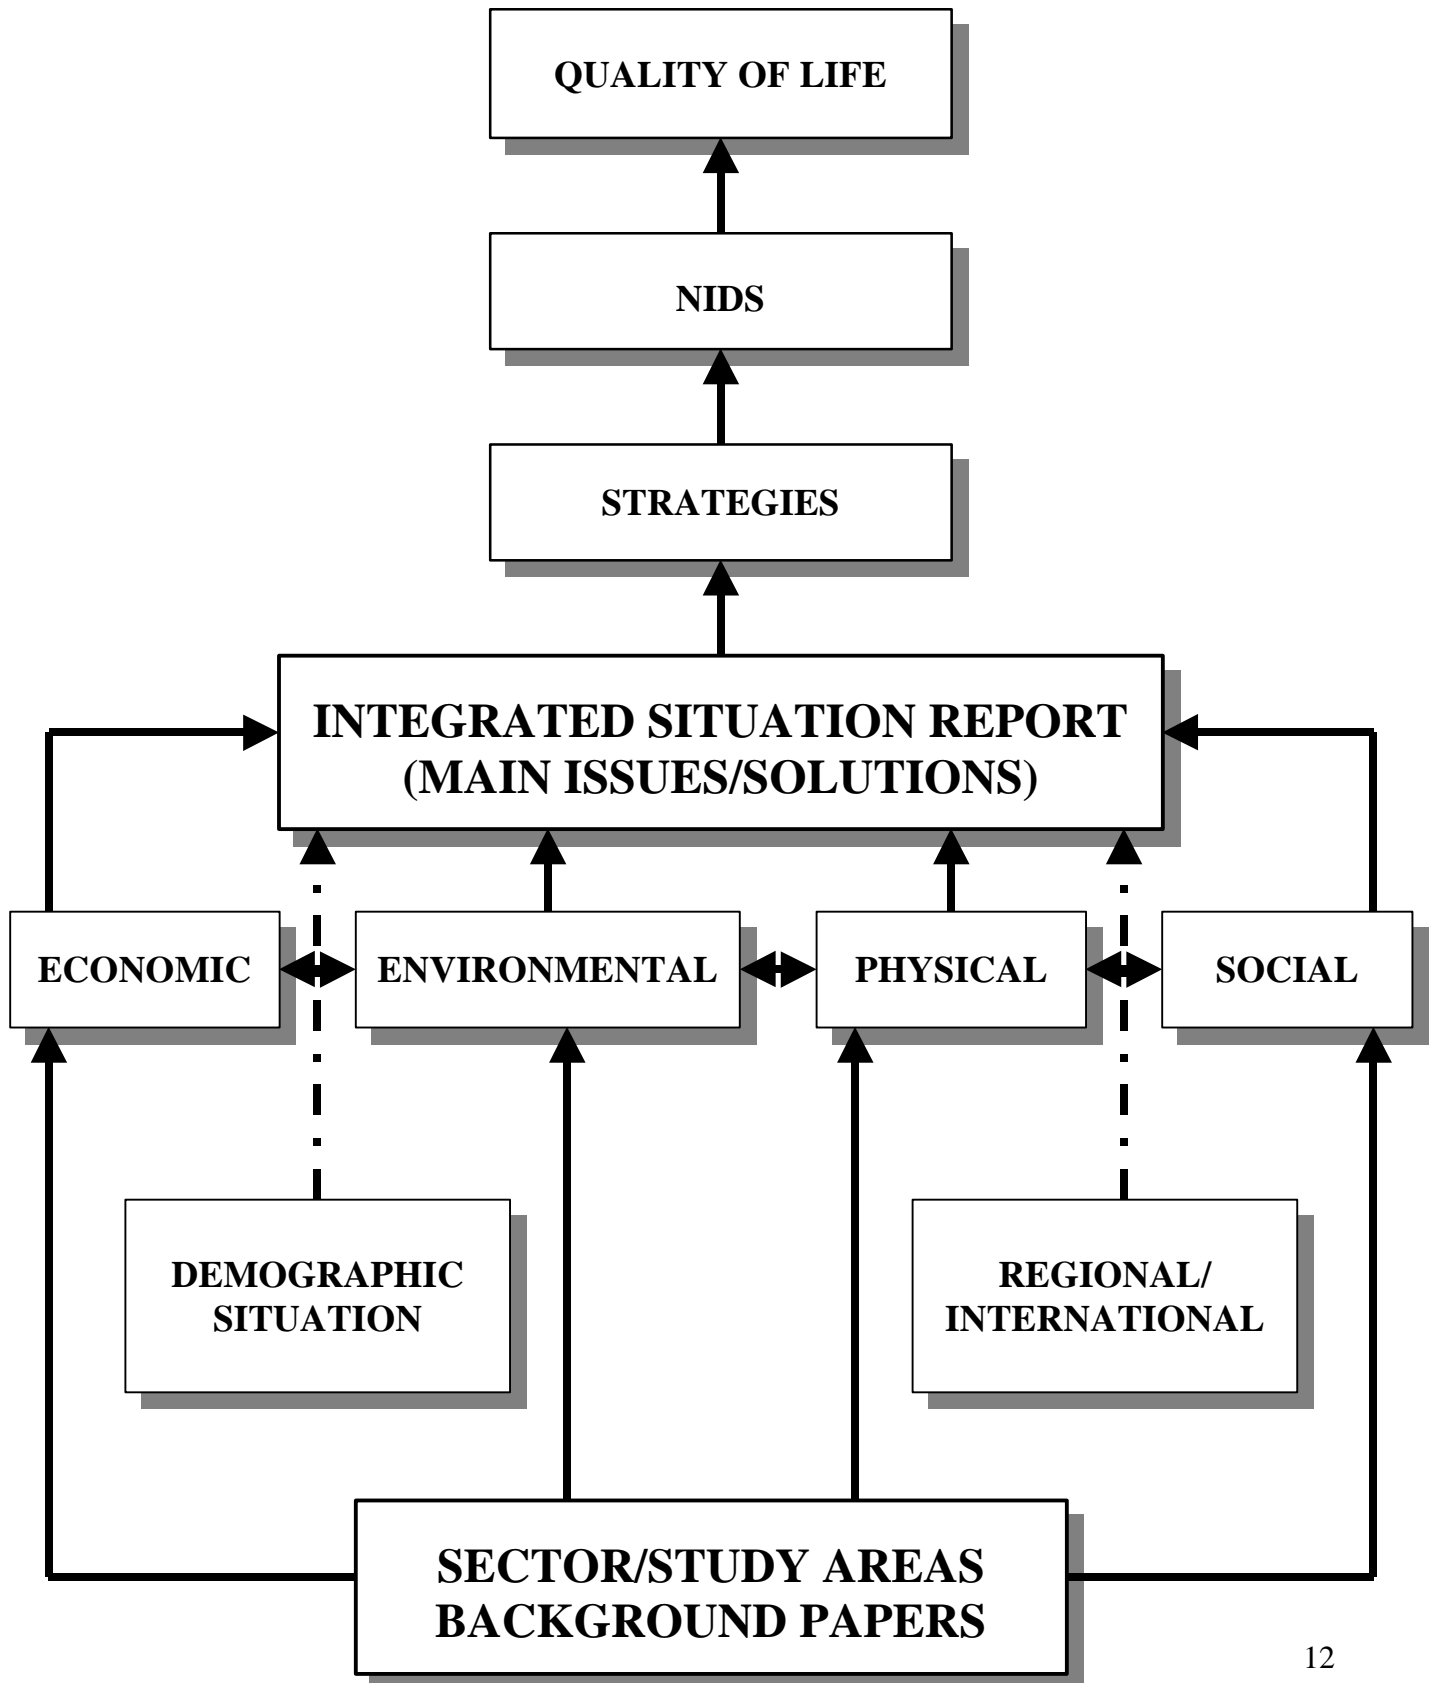 QUALITY OF LIFE
NIDS
STRATEGIES
INTEGRATED SITUATION REPORT
(MAIN ISSUES/SOLUTIONS)
ECONOMIC
ENVIRONMENTAL
PHYSICAL
SOCIAL
DEMOGRAPHIC
SITUATION
REGIONAL/
INTERNATIONAL
SECTOR/STUDY AREAS
BACKGROUND PAPERS
12